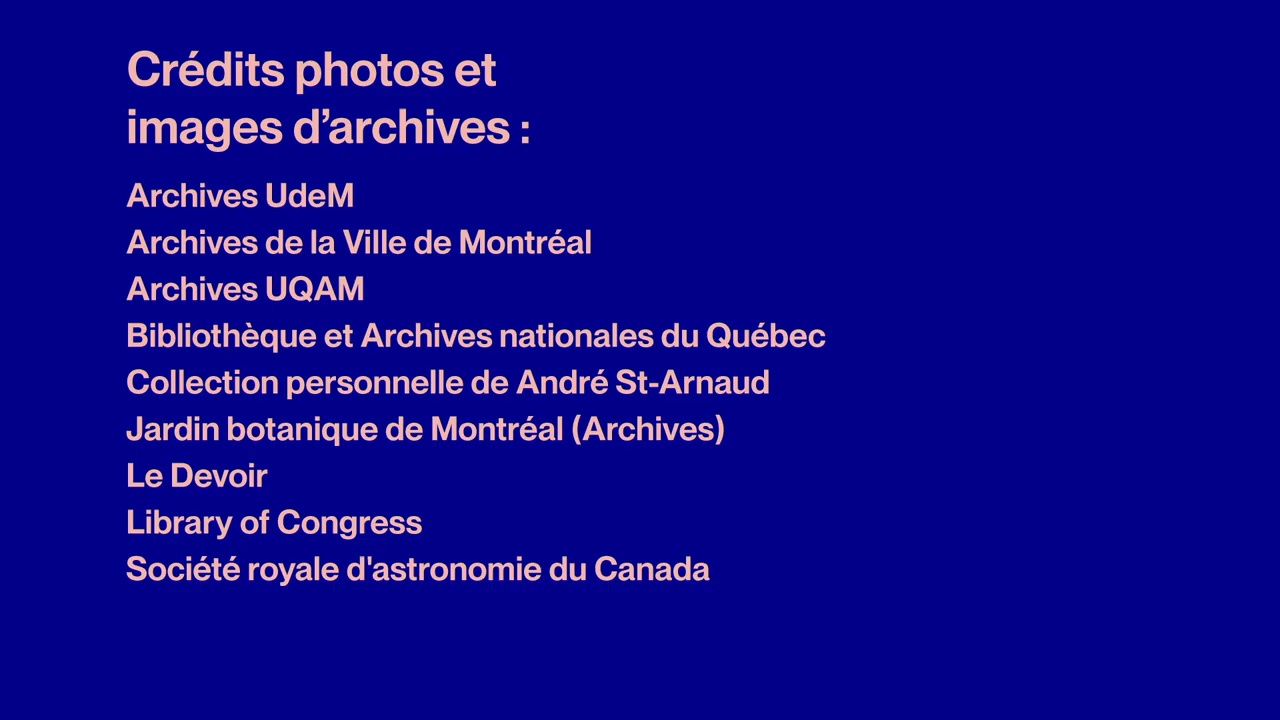 Crédits photos et
images d’archives :
Archives UdeM
Archives de la Ville de Montréal
Archives UQAM
Bibliothèque et Archives nationales du Québec
Collection personnelle de André St-Arnaud
Jardin botanique de Montréal (Archives)
Le Devoir
Library of Congress
Société royale d'astronomie du Canada